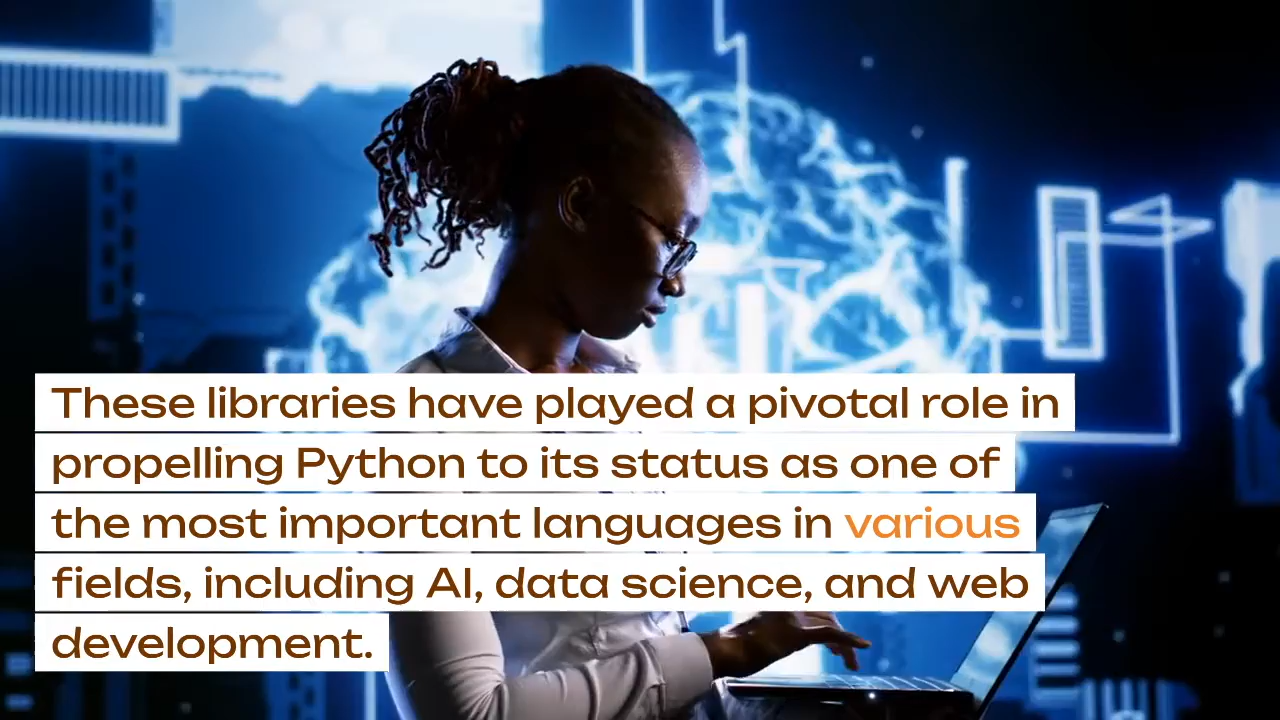 These libraries have played a pivotal role in
propelling Python to its status as one of
the most important languages in various
fields, including AI, data science, and web
development.